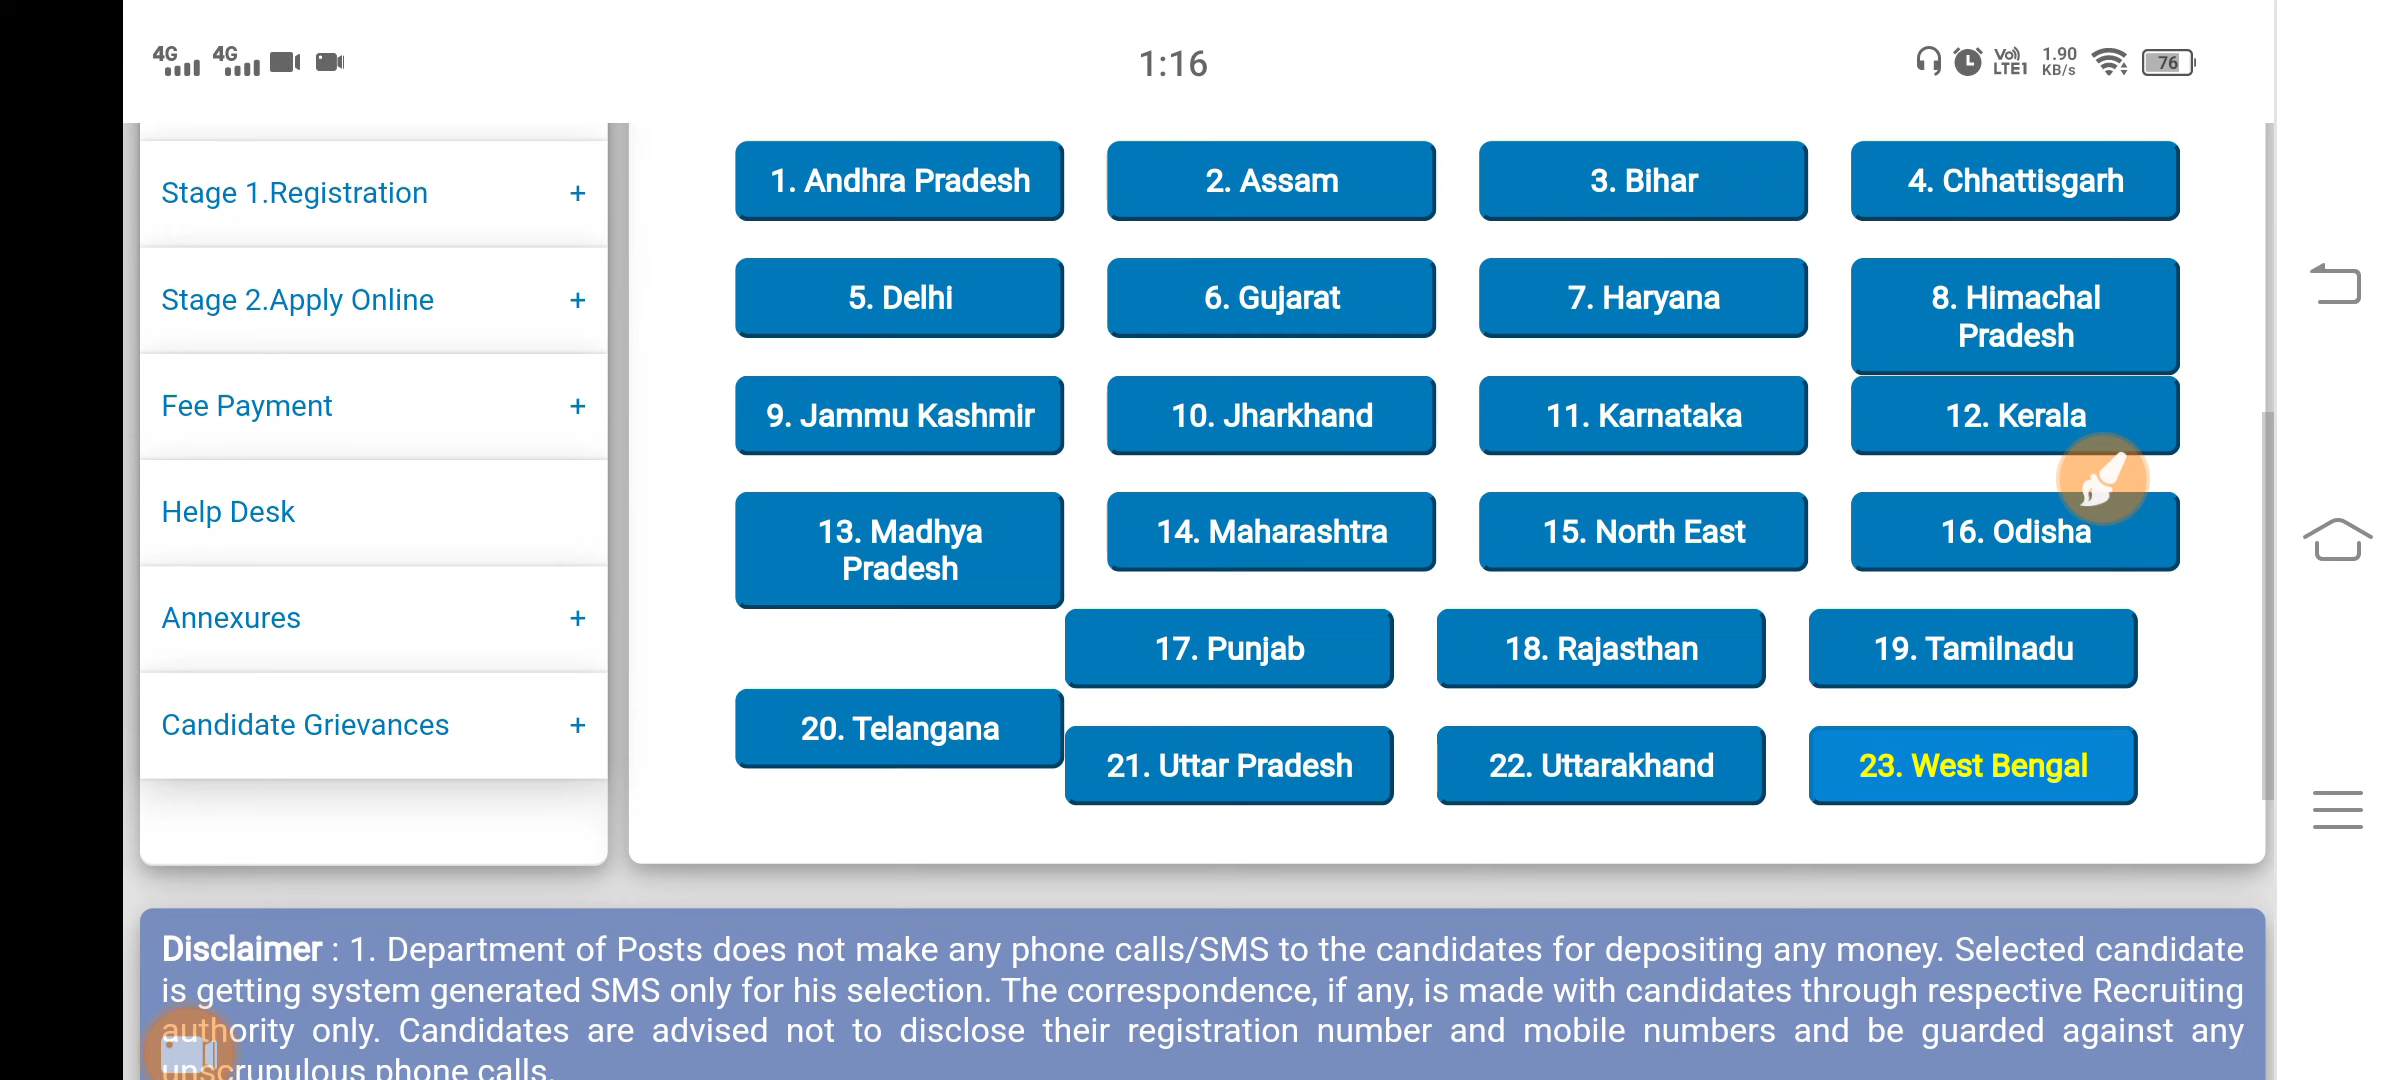 4G 4G 1:16 Vo) LTE1 1.90 KB/s 76
Stage 1.Registration +
Stage 2.Apply Online +
Fee Payment +
Help Desk
Annexures +
Candidate Grievances +
1. Andhra Pradesh
2. Assam
3. Bihar
4. Chhattisgarh
5. Delhi
6. Gujarat
7. Haryana
8. Himachal
Pradesh
9. Jammu Kashmir
10. Jharkhand
11. Karnataka
12. Kerala
13. Madhya
Pradesh
14. Maharashtra
15. North East
16. Odisha
17. Punjab
18. Rajasthan
19. Tamilnadu
20. Telangana
21. Uttar Pradesh
22. Uttarakhand
23. West Bengal
Disclaimer : 1. Department of Posts does not make any phone calls/SMS to the candidates for depositing any money. Selected candidate
is getting system generated SMS only for his selection. The correspondence, if any, is made with candidates through respective Recruiting
authority only. Candidates are advised not to disclose their registration number and mobile numbers and be guarded against any
unscrupulous phone calls.